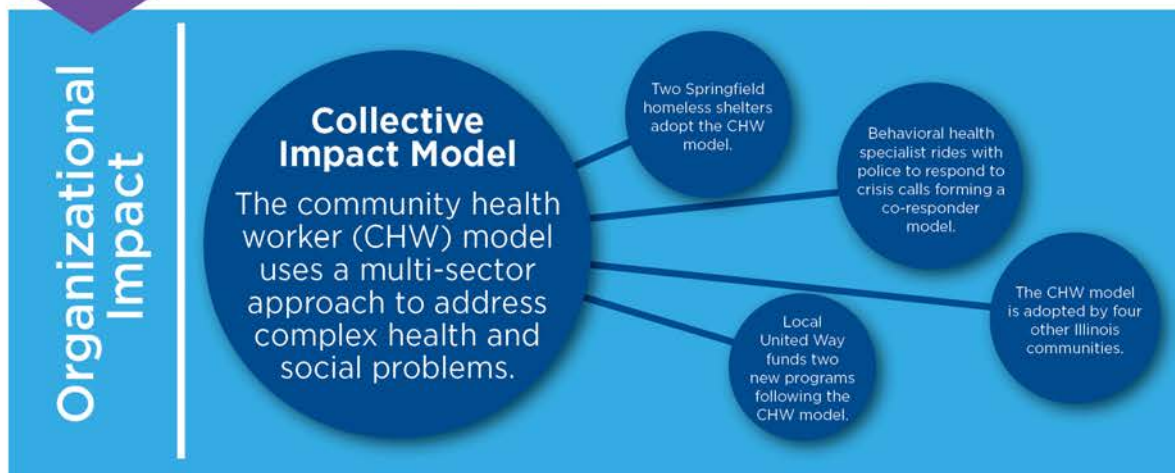 Organizational
Impact
Collective
Impact Model
The community health
worker (CHW) model
uses a multi-sector
approach to address
complex health and
social problems.
Two Springfield
homeless shelters
adopt the CHW
model.
Behavioral health
specialist rides with
police to respond to
crisis calls forming a
co-responder
model.
The CHW model
is adopted by four
other Illinois
communities.
Local
United Way
funds two
new programs
following the
CHW model.